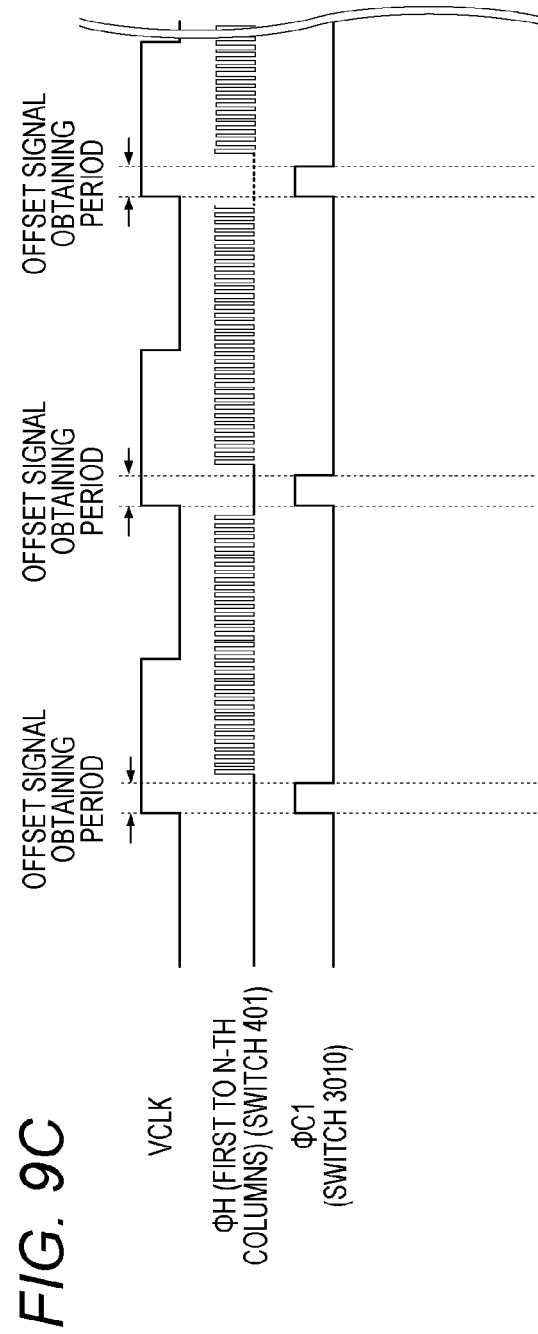 FIG. 9C
OFFSET SIGNAL
OBTAINING
PERIOD
OFFSET SIGNAL
OBTAINING
PERIOD
OFFSET SIGNAL
OBTAINING
PERIOD
VCLK
ΦH (FIRST TO N-TH
COLUMNS) (SWITCH 401)
ΦC1
(SWITCH 3010)